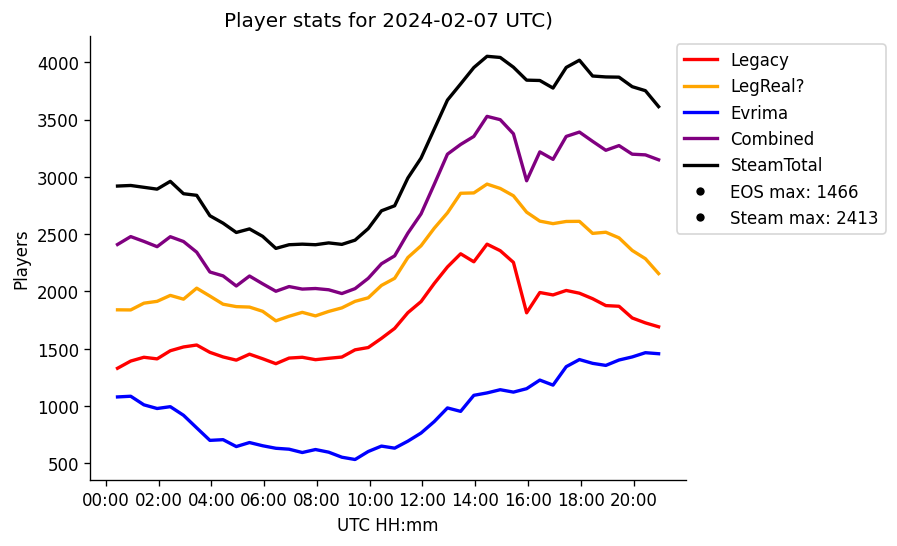 Player stats for 2024-02-07 UTC)
Legacy
LegReal?
Evrima
Combined
SteamTotal
EOS max: 1466
Steam max: 2413
Players
4000
3500
3000
2500
2000
1500
1000
500
00:00 02:00 04:00 06:00 08:00 10:00 12:00 14:00 16:00 18:00 20:00
UTC HH:mm